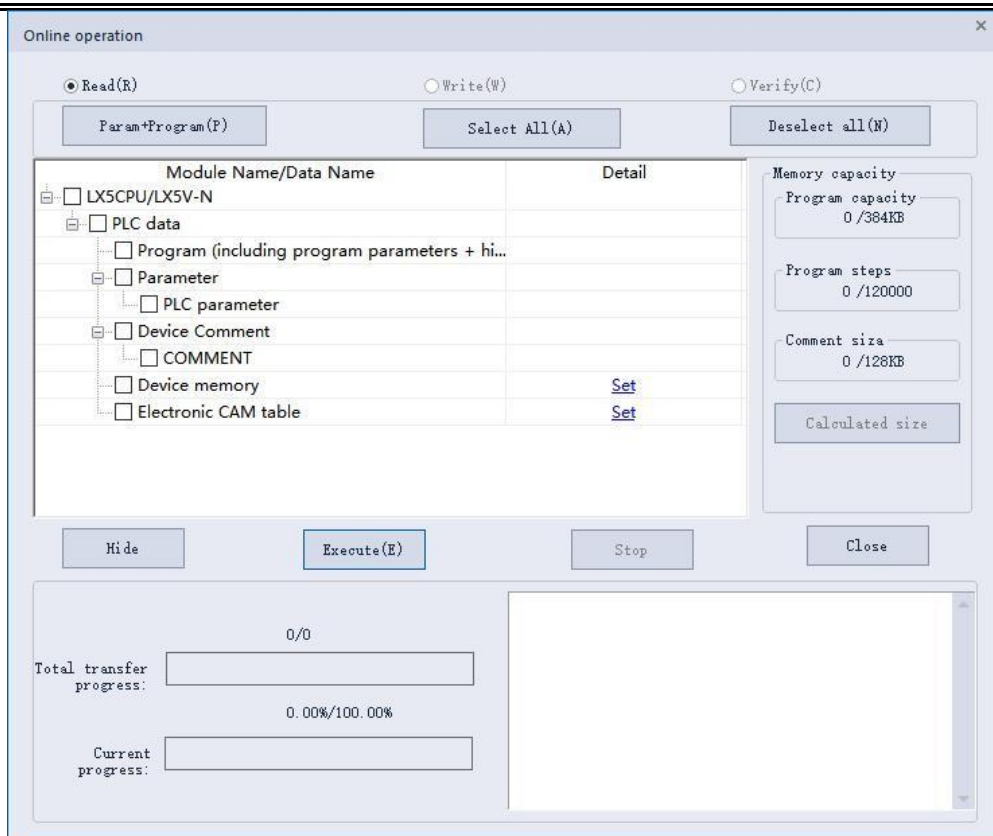 Online operation
Read(R) Write(W) Verify(C)
Param+Program(P) Select All(A) Deselect all(N)
Module Name/Data Name Detail
LX5CPU/LX5V-N
PLC data
Program (including program parameters + hi...
Parameter
PLC parameter
Device Comment
COMMENT
Device memory Set
Electronic CAM table Set
Memory capacity
Program capacity
0 /384KB
Program steps
0 /120000
Comment siza
0 /128KB
Calculated size
Hide Execute(E) Stop Close
0/0
Total transfer
progress:
0.00%/100.00%
Current
progress: